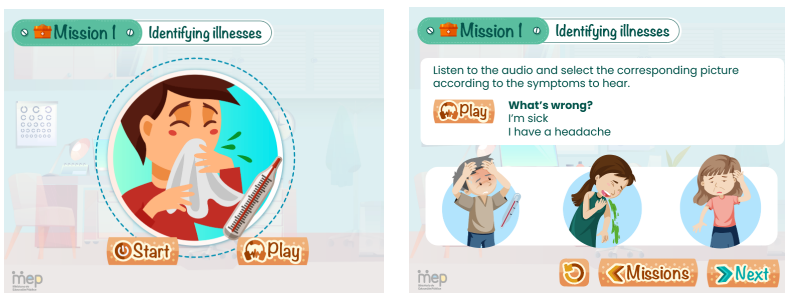 Mission 1 Identifying illnesses
Start
Play
mep
Mission 1 Identifying illnesses
Listen to the audio and select the corresponding picture
according to the symptoms to hear.
Play
What's wrong?
I'm sick
I have a headache
mep
Missions
Next